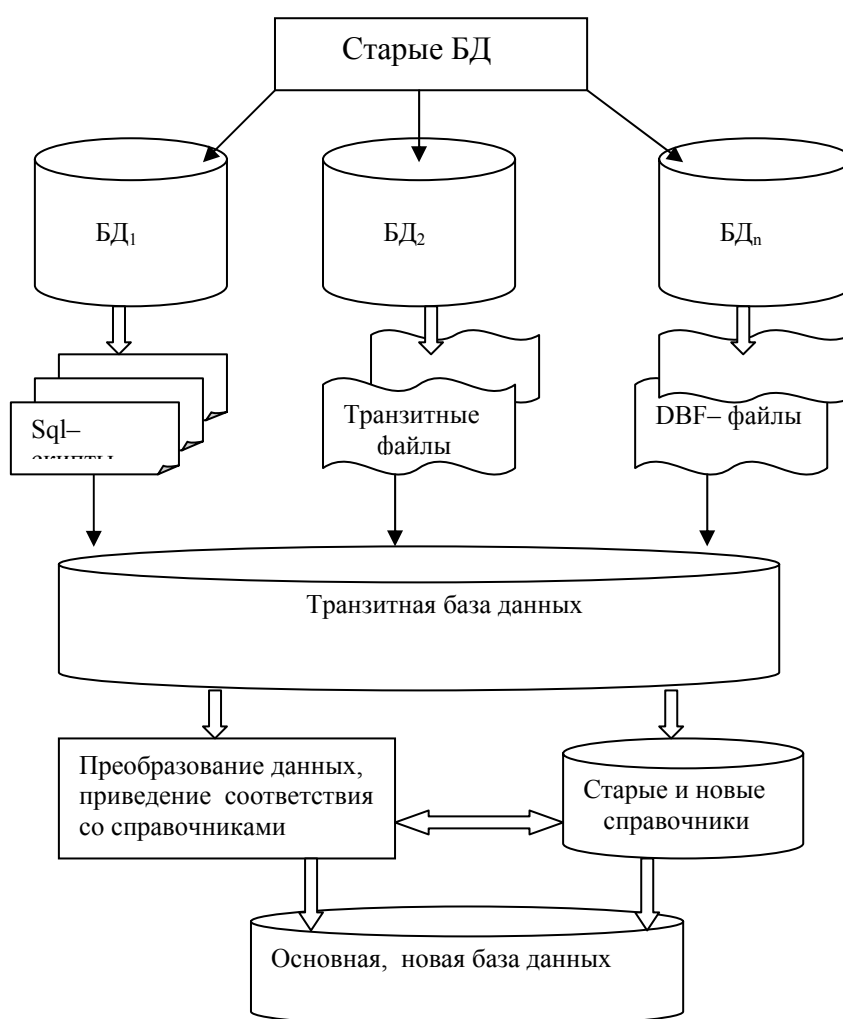 Старые БД
БД₁
БД₂
БДₙ
Sql–
скипты
Транзитные
файлы
DBF– файлы
Транзитная база данных
Преобразование данных,
приведение соответствия
со справочниками
Старые и новые
справочники
Основная, новая база данных